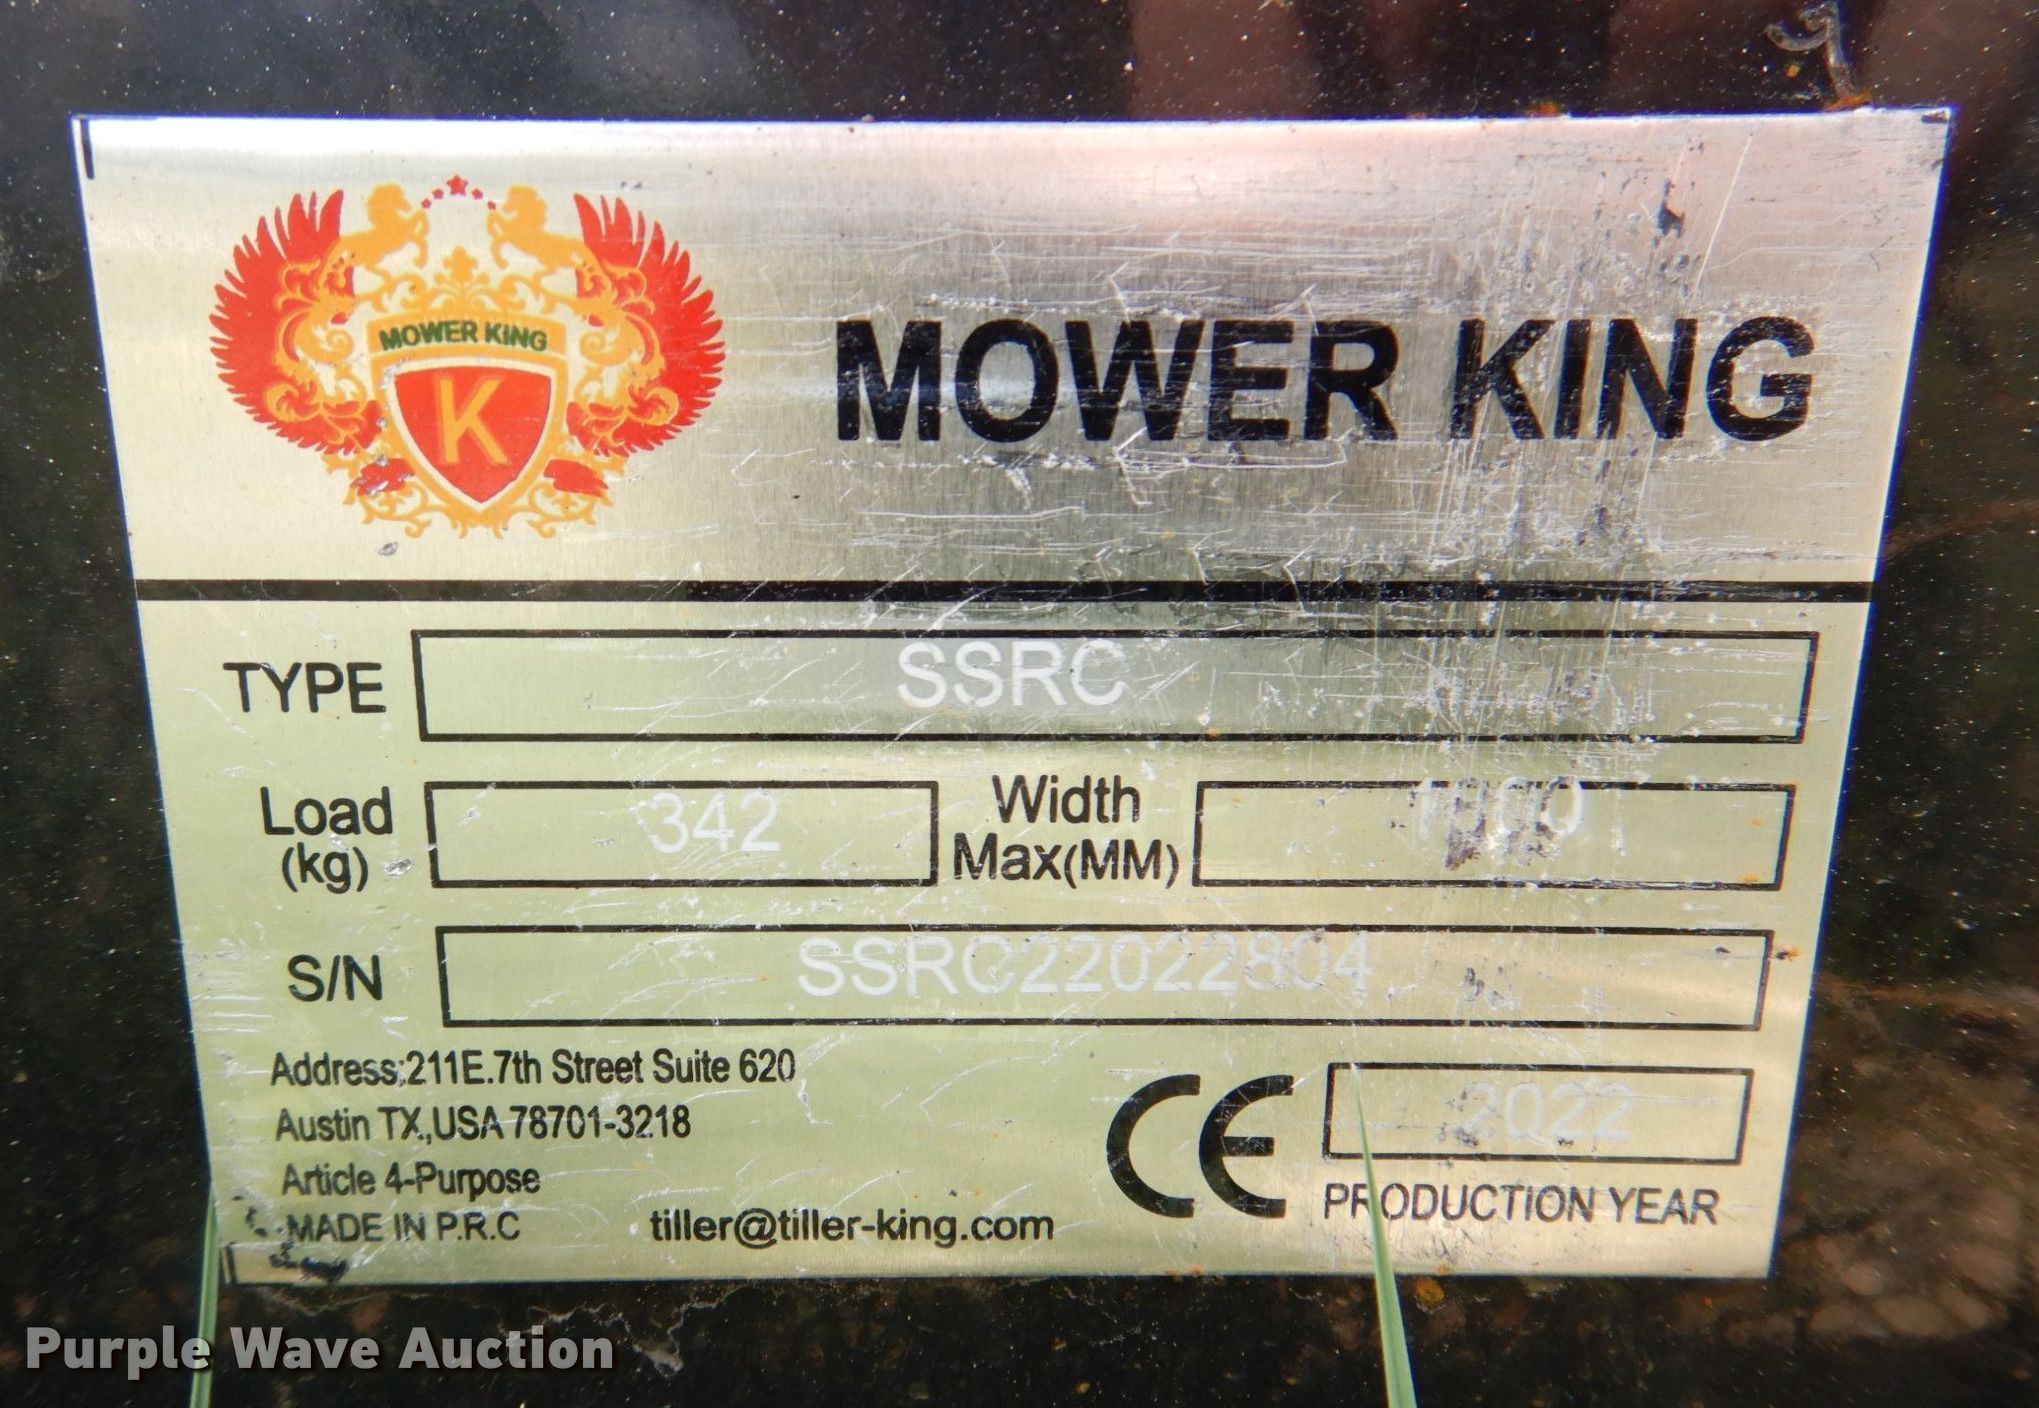 MOWER KING
K
MOWER KING
TYPE SSRC
Load (kg) 342 Width Max(MM)
S/N SSRC22022804
Address:211E.7th Street Suite 620
Austin TX,USA 78701-3218
Article 4-Purpose
MADE IN P.R.C tiller@tiller-king.com
CE 2022
PRODUCTION YEAR
Purple Wave Auction